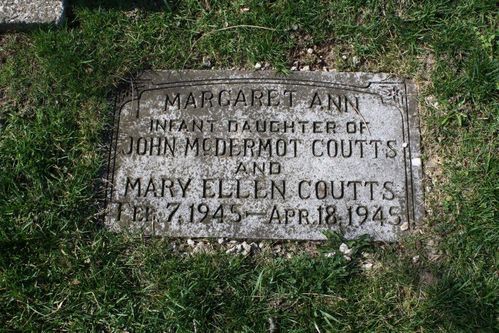 MARGARET ANN
INFANT DAUGHTER OF
JOHN McDERMOT COUTTS
AND
MARY ELLEN COUTTS
FEB. 7, 1945 — APR. 18, 1945